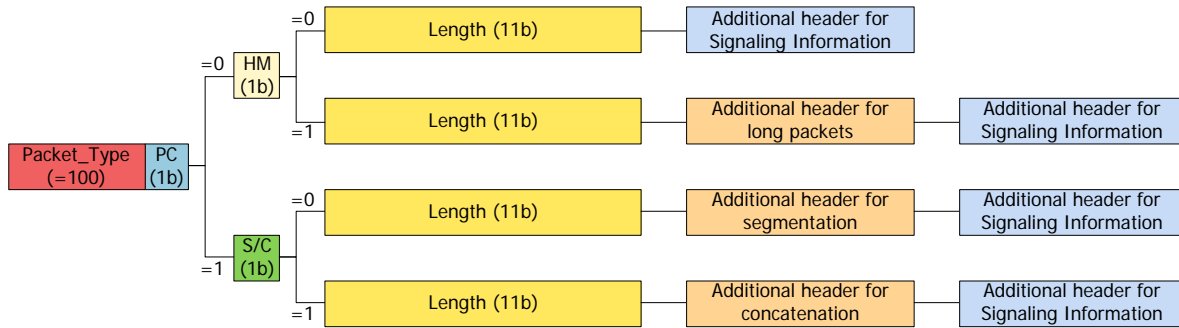 =0
Length (11b)
Additional header for
Signaling Information
=0
HM
(1b)
=1
Length (11b)
Additional header for
long packets
Additional header for
Signaling Information
Packet_Type
(=100)
PC
(1b)
=0
Length (11b)
Additional header for
segmentation
Additional header for
Signaling Information
=1
S/C
(1b)
=1
Length (11b)
Additional header for
concatenation
Additional header for
Signaling Information